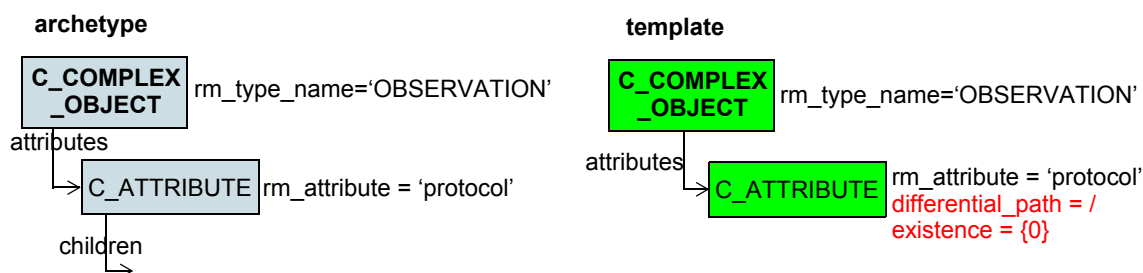 archetype
C_COMPLEX
_OBJECT
rm_type_name=‘OBSERVATION’
attributes
C_ATTRIBUTE
rm_attribute = ‘protocol’
children
template
C_COMPLEX
_OBJECT
rm_type_name=‘OBSERVATION’
attributes
C_ATTRIBUTE
rm_attribute = ‘protocol’
differential_path = /
existence = {0}